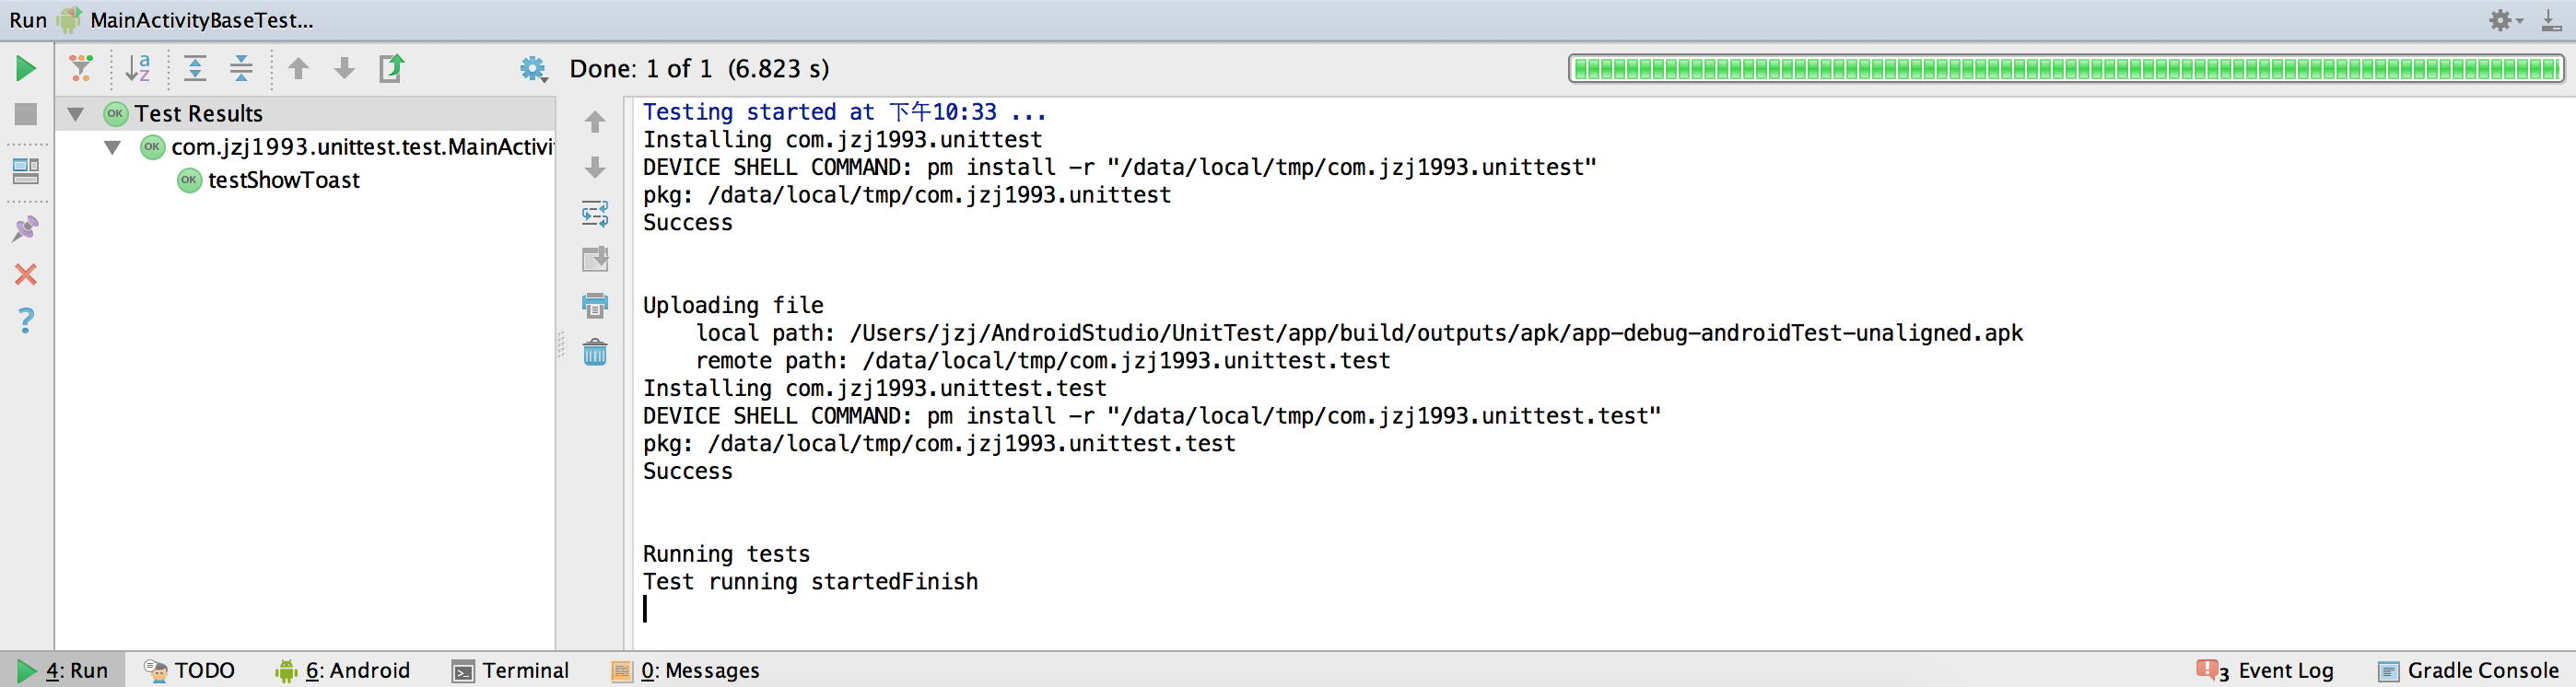 Run MainActivityBaseTest...
Done: 1 of 1 (6.823 s)
OK Test Results
OK com.jzj1993.unittest.test.MainActivi
OK testShowToast
Testing started at 下午10:33 ...
Installing com.jzj1993.unittest
DEVICE SHELL COMMAND: pm install -r "/data/local/tmp/com.jzj1993.unittest"
pkg: /data/local/tmp/com.jzj1993.unittest
Success
Uploading file
local path: /Users/jzj/AndroidStudio/UnitTest/app/build/outputs/apk/app-debug-androidTest-unaligned.apk
remote path: /data/local/tmp/com.jzj1993.unittest.test
Installing com.jzj1993.unittest.test
DEVICE SHELL COMMAND: pm install -r "/data/local/tmp/com.jzj1993.unittest.test"
pkg: /data/local/tmp/com.jzj1993.unittest.test
Success
Running tests
Test running startedFinish
4: Run TODO 6: Android Terminal 0: Messages 3 Event Log Gradle Console